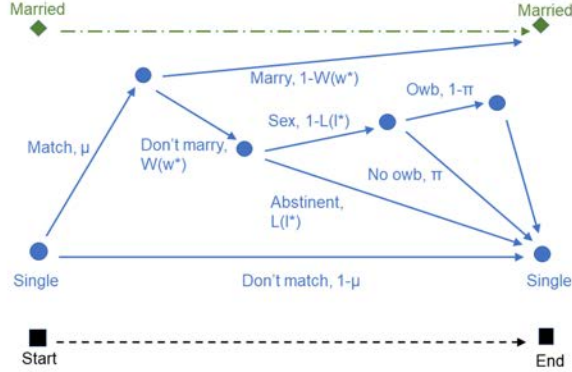 Married
Married
Marry, 1-W(w*)
Owb, 1-π
Sex, 1-L(l*)
Match, μ
Don't marry,
W(w*)
No owb, π
Abstinent,
L(l*)
Single
Single
Don't match, 1-μ
Start
End